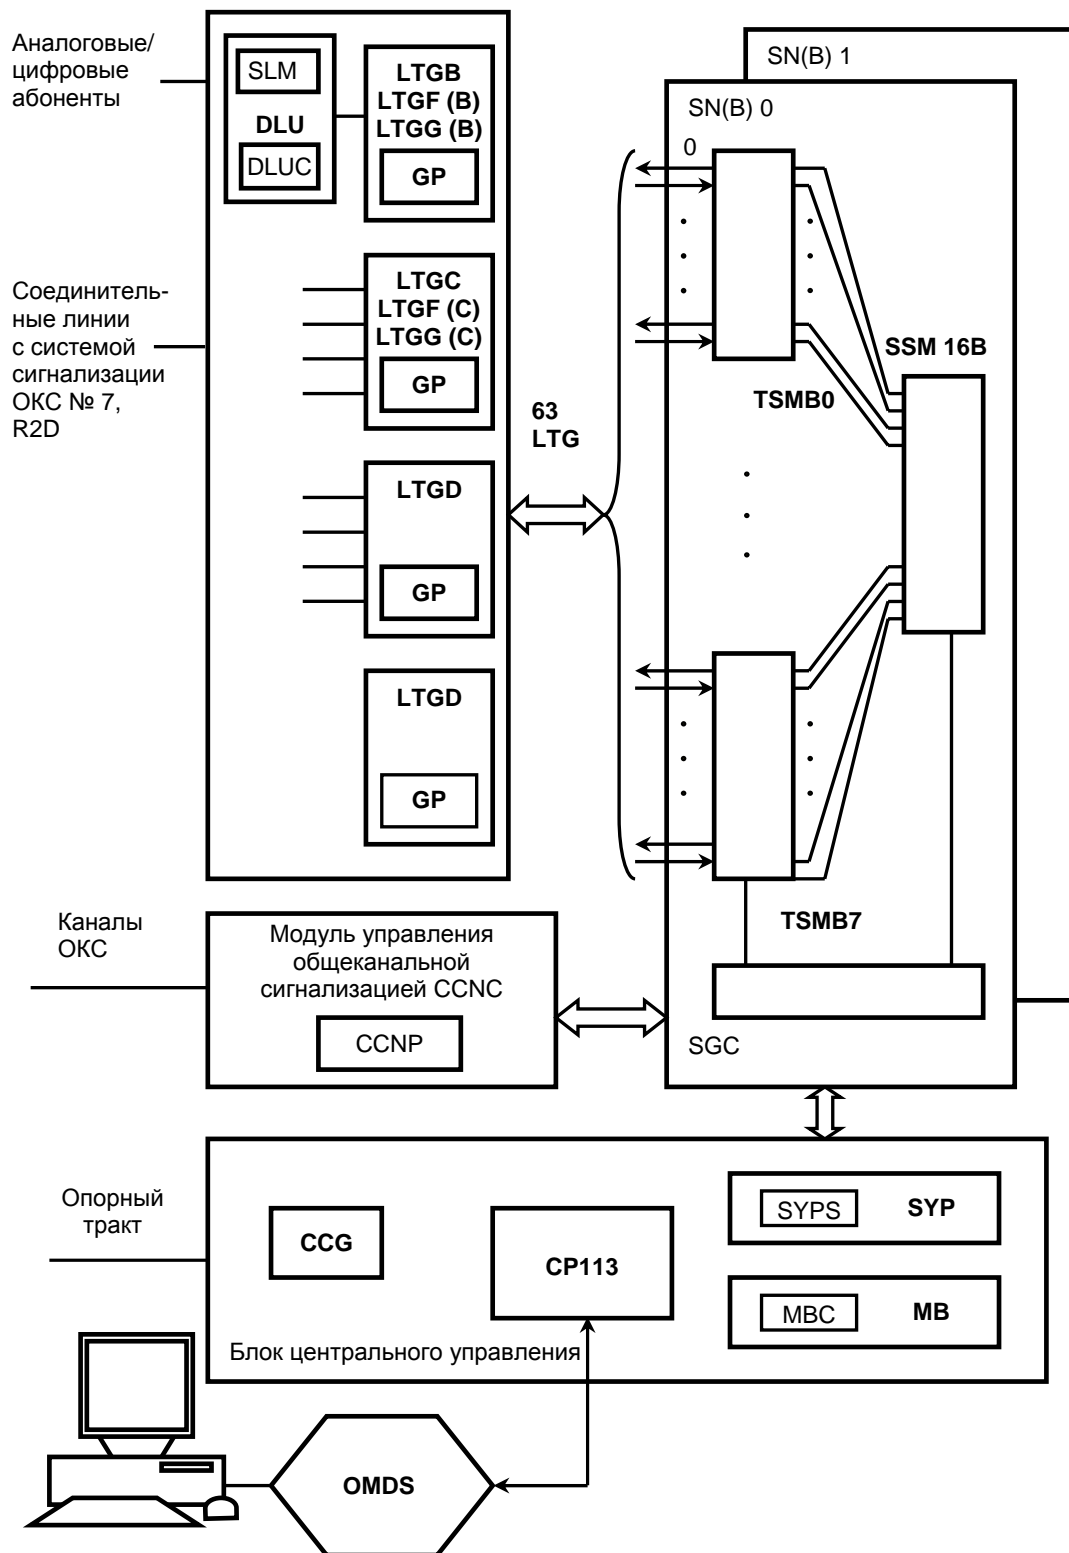 Аналоговые/
цифровые
абоненты
SLM
DLU
DLUC
LTGB
LTGF (B)
LTGG (B)
GP
SN(B) 1
SN(B) 0
0
Соединитель-
ные линии
с системой
сигнализации
ОКС № 7,
R2D
LTGC
LTGF (C)
LTGG (C)
GP
63
LTG
TSMB0
SSM 16B
LTGD
GP
LTGD
GP
TSMB7
SGC
Каналы
ОКС
Модуль управления
общеканальной
сигнализацией CCNC
CCNP
Опорный
тракт
CCG
CP113
SYPS
SYP
MBC
MB
Блок центрального управления
OMDS